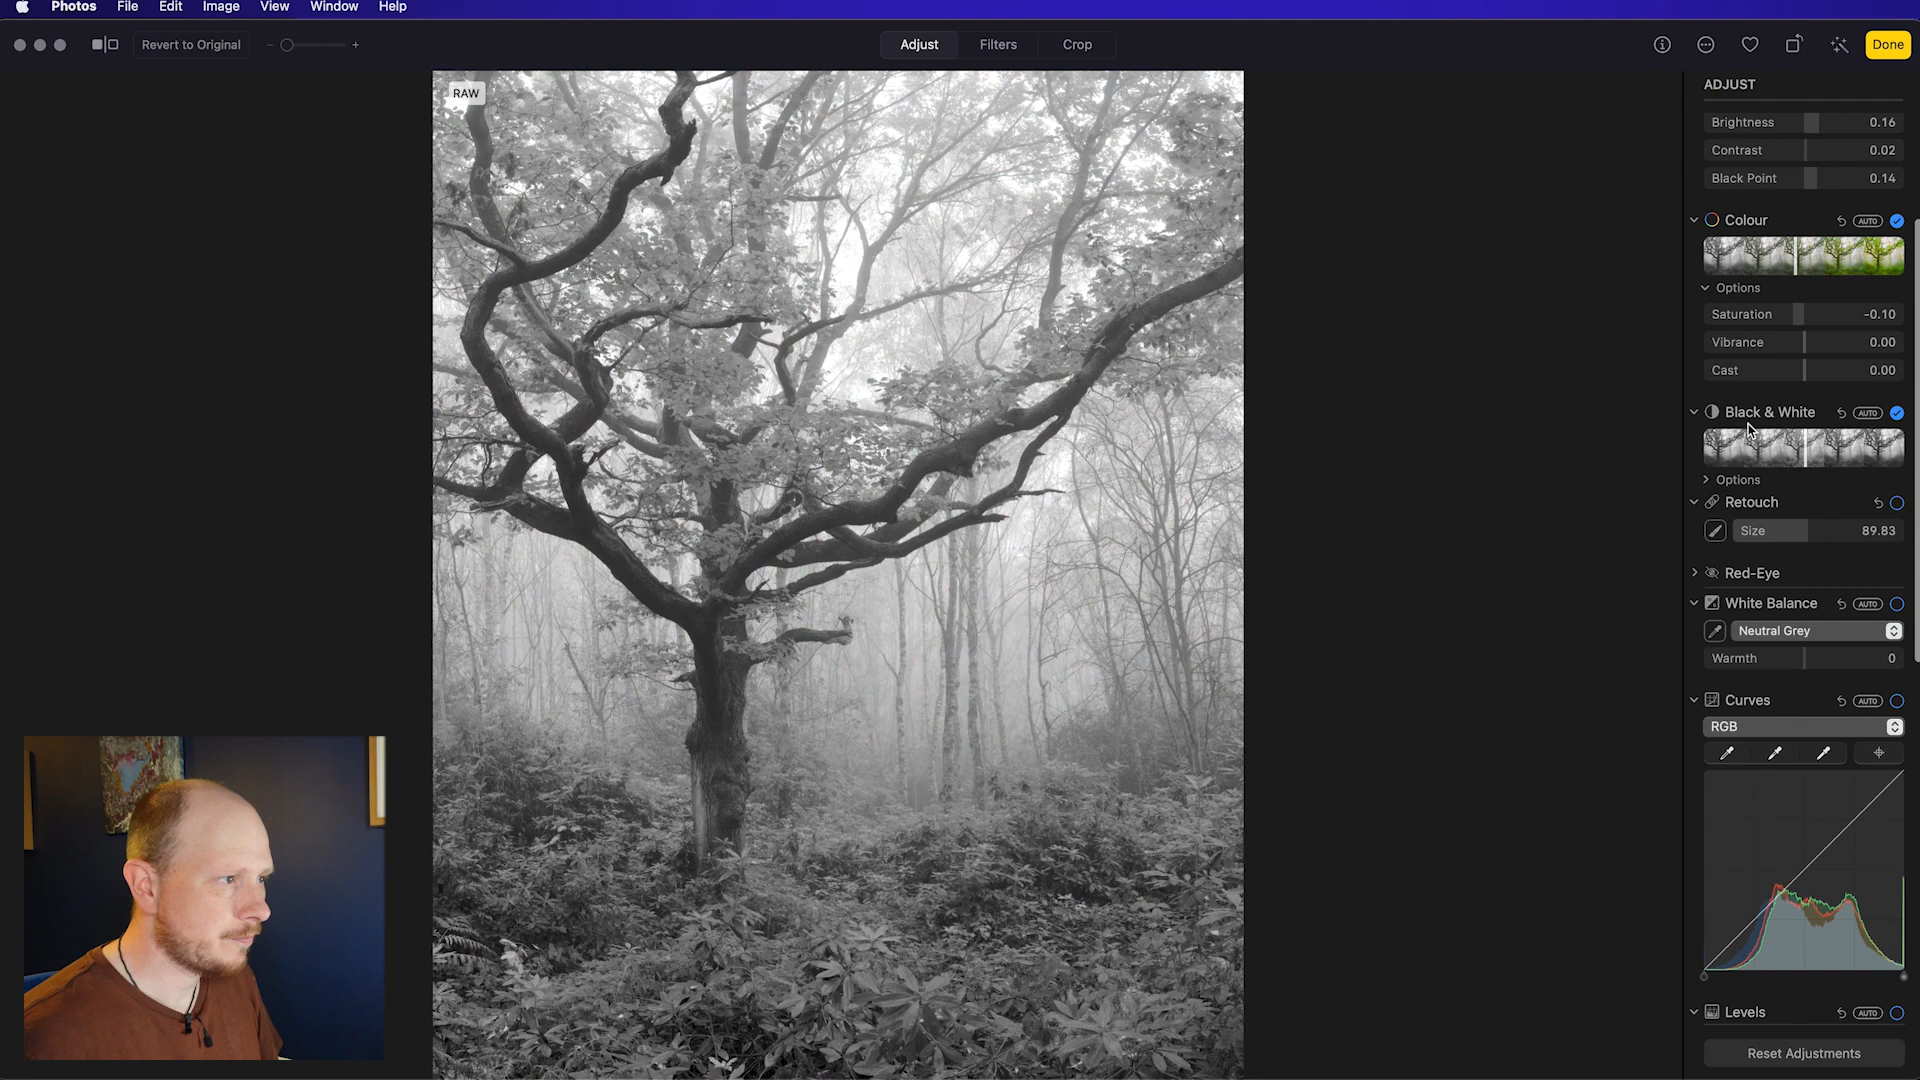 Photos File Edit Image View Window Help
Revert to Original - + Adjust Filters Crop Done
RAW
ADJUST
Brightness 0.16
Contrast 0.02
Black Point 0.14
Colour AUTO
Options
Saturation -0.10
Vibrance 0.00
Cast 0.00
Black & White AUTO
Options
Retouch
Size 89.83
Red-Eye
White Balance AUTO
Neutral Grey
Warmth 0
Curves AUTO
RGB
Levels AUTO
Reset Adjustments